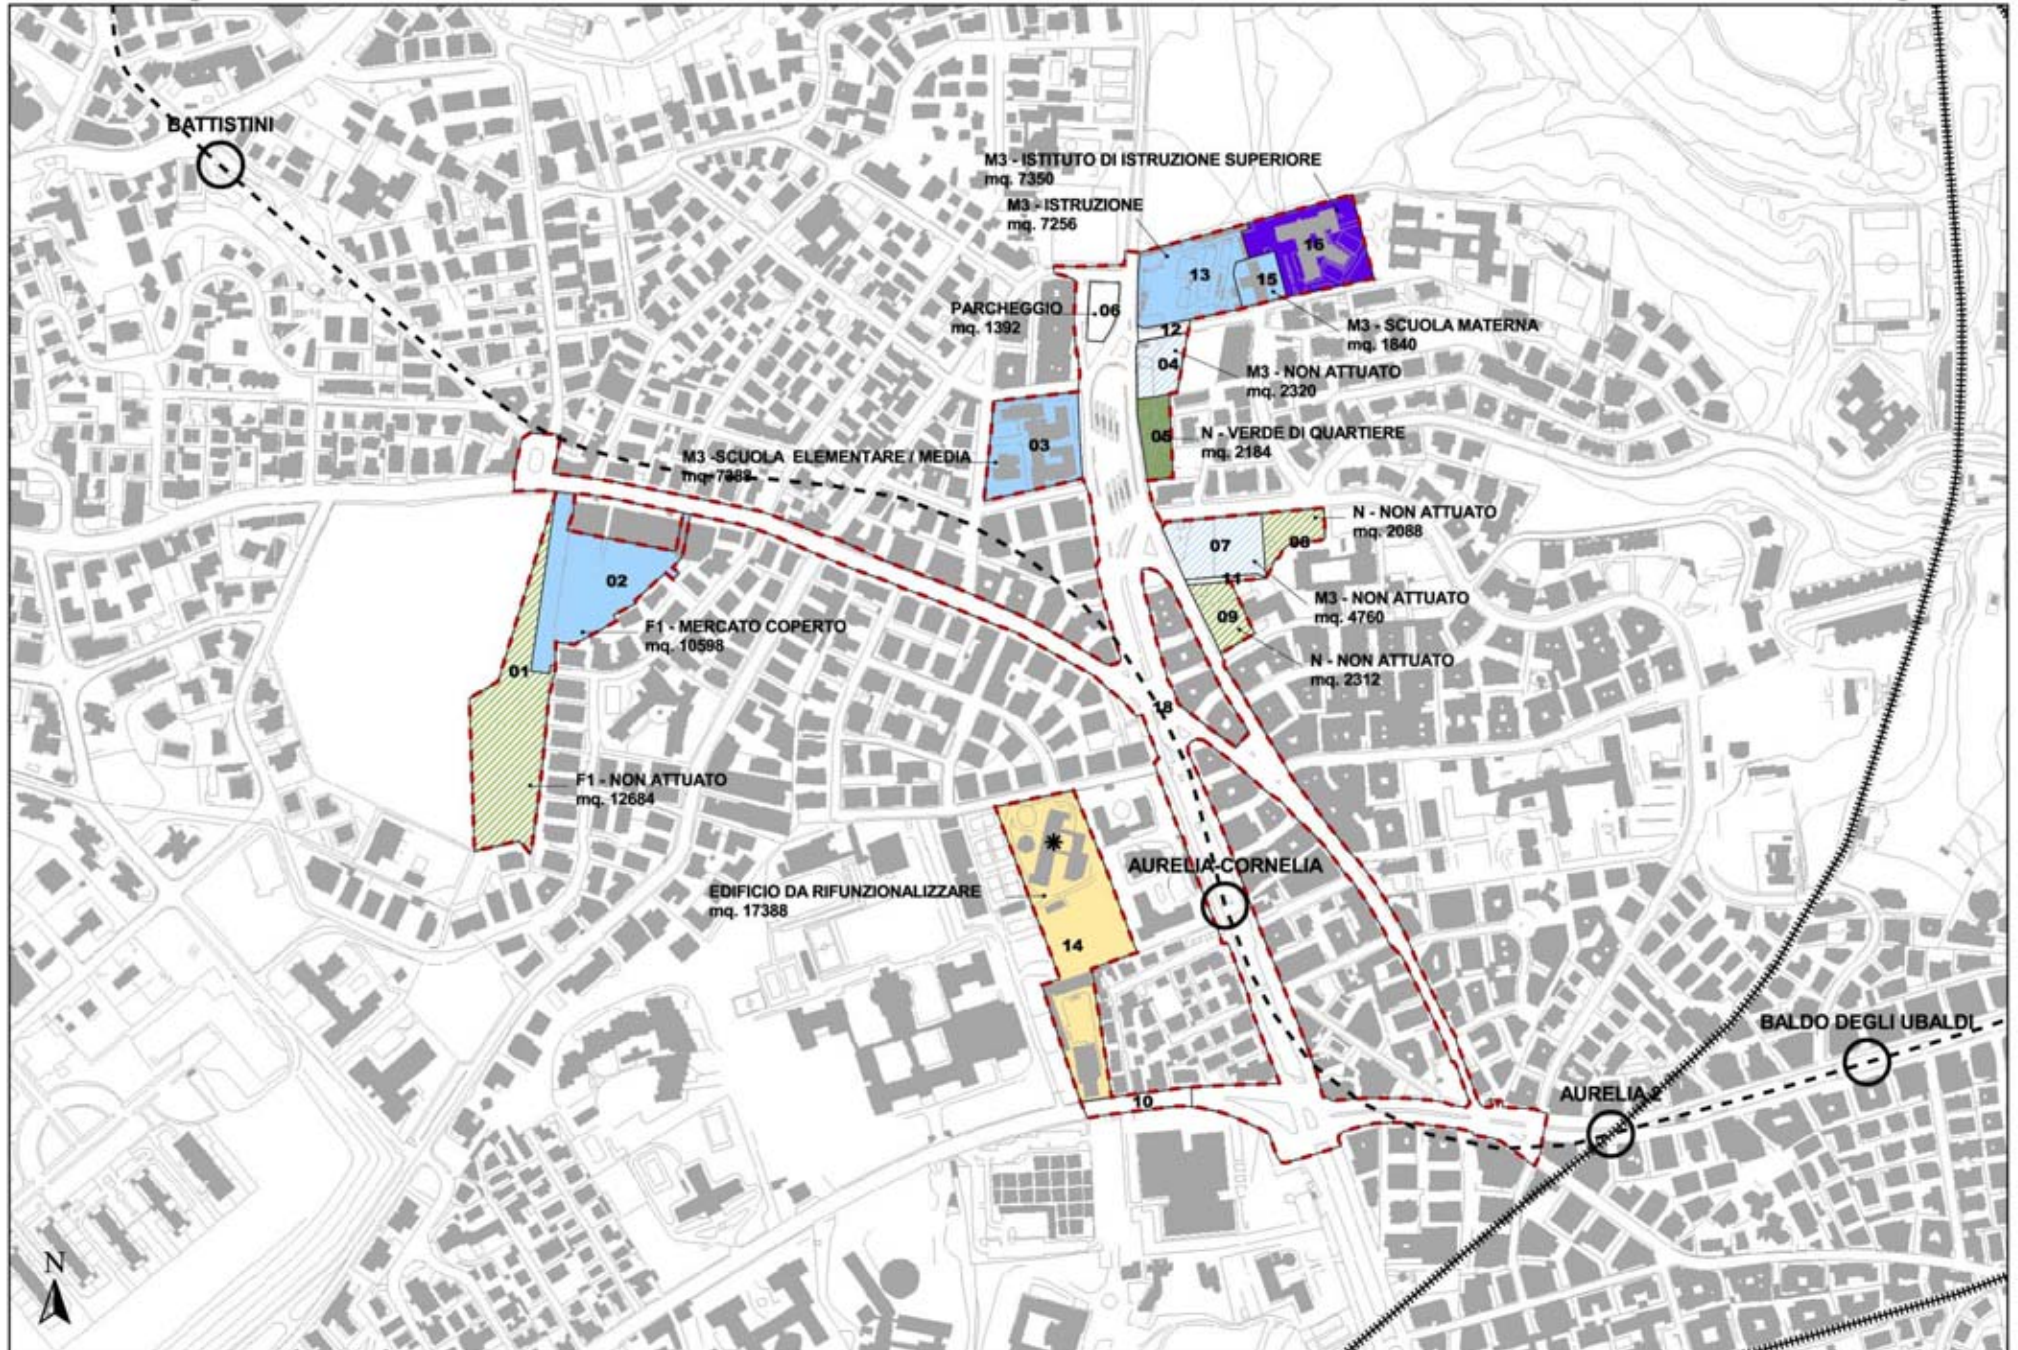 BATTISTINI
M3 - ISTITUTO DI ISTRUZIONE SUPERIORE
mq. 7350
M3 - ISTRUZIONE
mq. 7256
16
13
15
PARCHEGGIO
mq. 1392
06
12
M3 - SCUOLA MATERNA
mq. 1840
04
M3 - NON ATTUATO
mq. 2320
03
05
N - VERDE DI QUARTIERE
mq. 2184
M3 -SCUOLA ELEMENTARE / MEDIA
N - NON ATTUATO
mq. 2088
07
08
11
02
M3 - NON ATTUATO
mq. 4760
09
F1 - MERCATO COPERTO
mq. 10598
01
N - NON ATTUATO
mq. 2312
18
F1 - NON ATTUATO
mq. 12684
AURELIA-CORNELIA
EDIFICIO DA RIFUNZIONALIZZARE
mq. 17388
14
BALDO DEGLI UBALDI
AURELIA 2
10
N